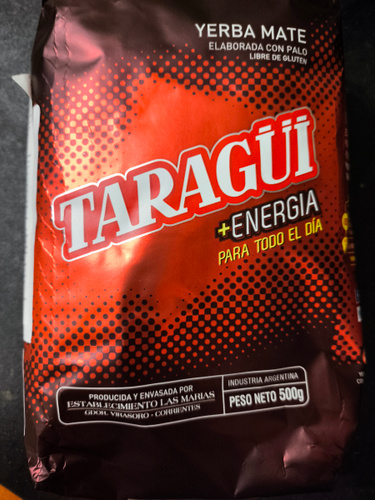 YERBA MATE
ELABORADA CON PALO
LIBRE DE GLUTEN
TARAGÜI
+ENERGIA
PARA TODO EL DÍA
PRODUCIDA Y ENVASADA POR
ESTABLECIMIENTO LAS MARIAS
GDOR. VIRASORO - CORRIENTES
INDUSTRIA ARGENTINA
PESO NETO 500g